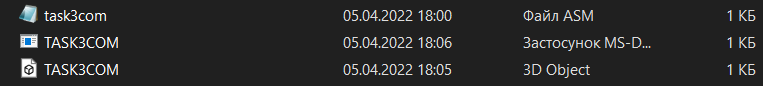 task3com 05.04.2022 18:00 Файл ASM 1 КБ
TASK3COM 05.04.2022 18:06 Застосунок MS-D... 1 КБ
TASK3COM 05.04.2022 18:05 3D Object 1 КБ